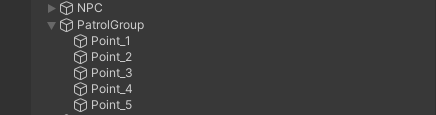 NPC
PatrolGroup
Point_1
Point_2
Point_3
Point_4
Point_5